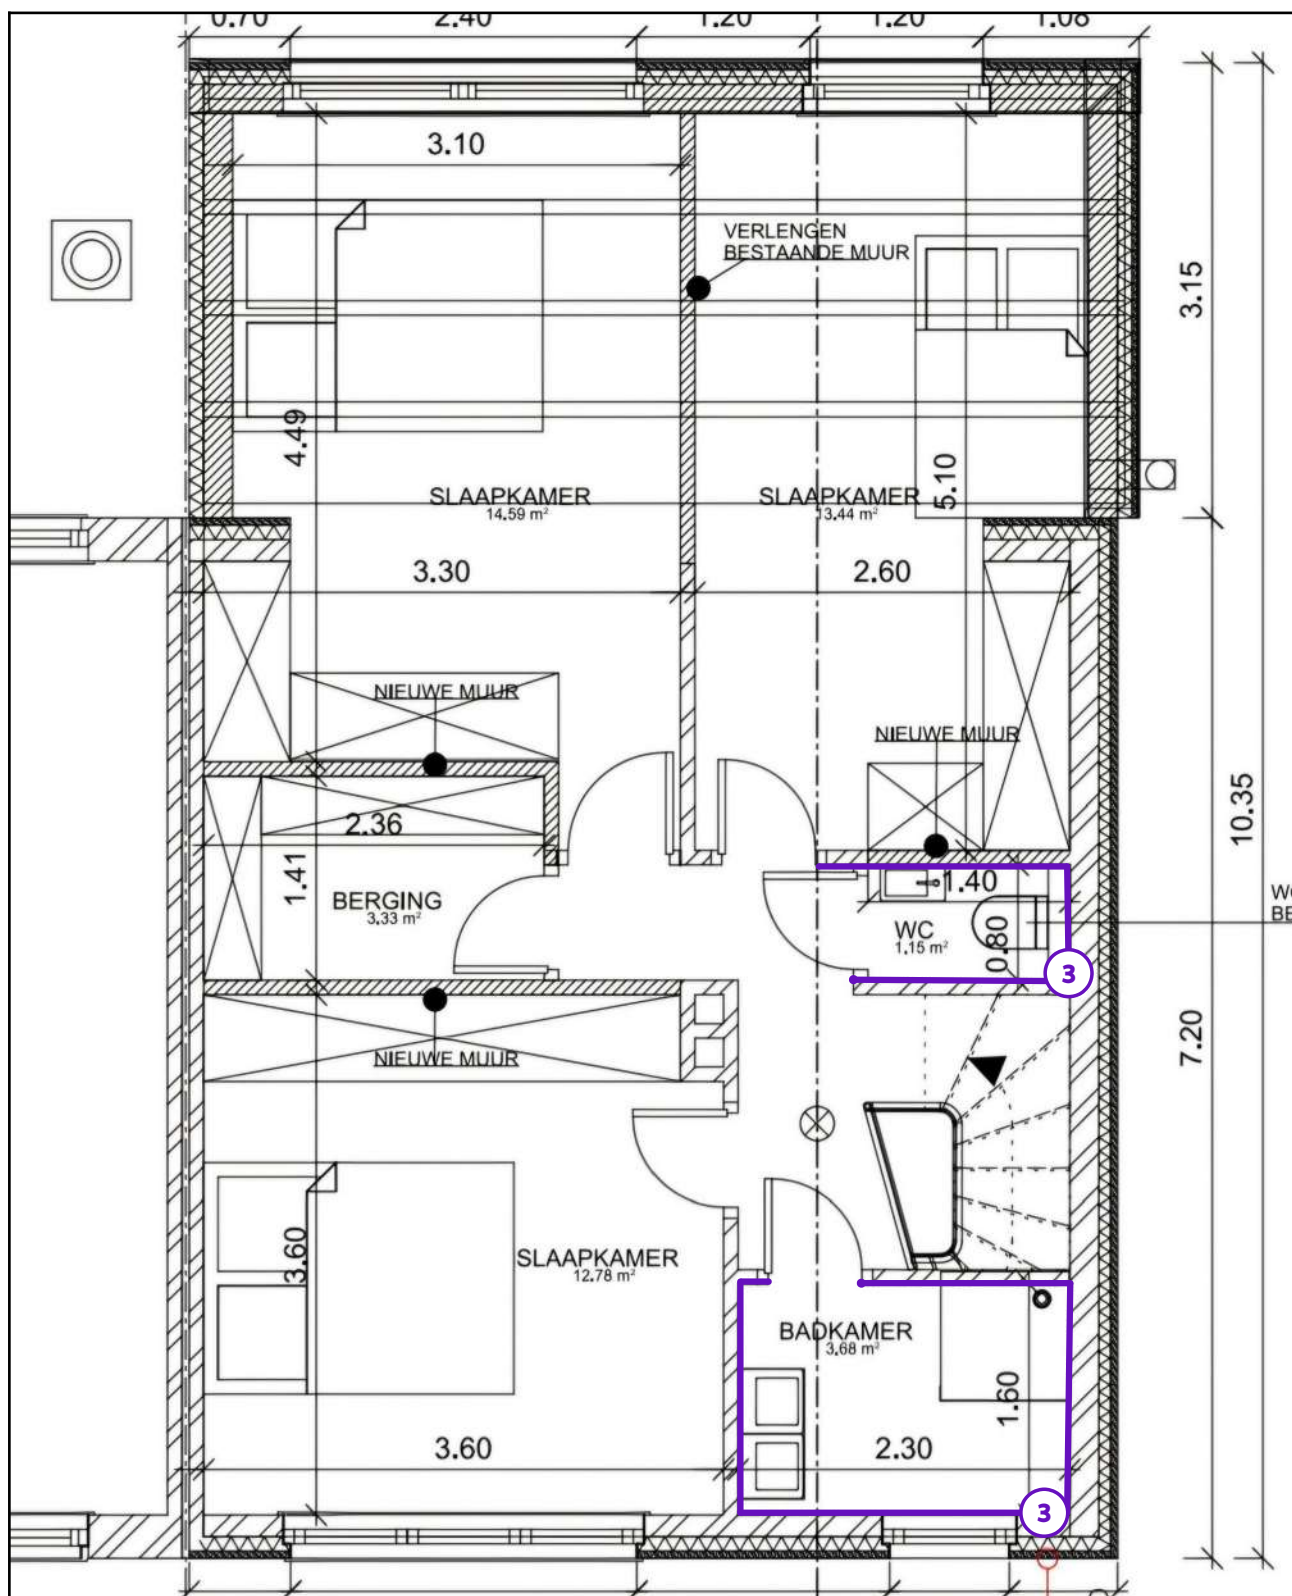 0.70 2.40 1.20 1.20 1.08
3.10
VERLENGEN
BESTAANDE MUUR
3.15
4.49
5.10
SLAAPKAMER
14.59 m²
SLAAPKAMER
13.44 m²
3.30
2.60
NIEUWE MUUR
NIEUWE MUUR
10.35
2.36
1.41
BERGING
3.33 m²
1.40
WC
1.15 m²
0.80
3
7.20
NIEUWE MUUR
3.60
SLAAPKAMER
12.78 m²
BADKAMER
3.68 m²
1.60
3.60
2.30
3